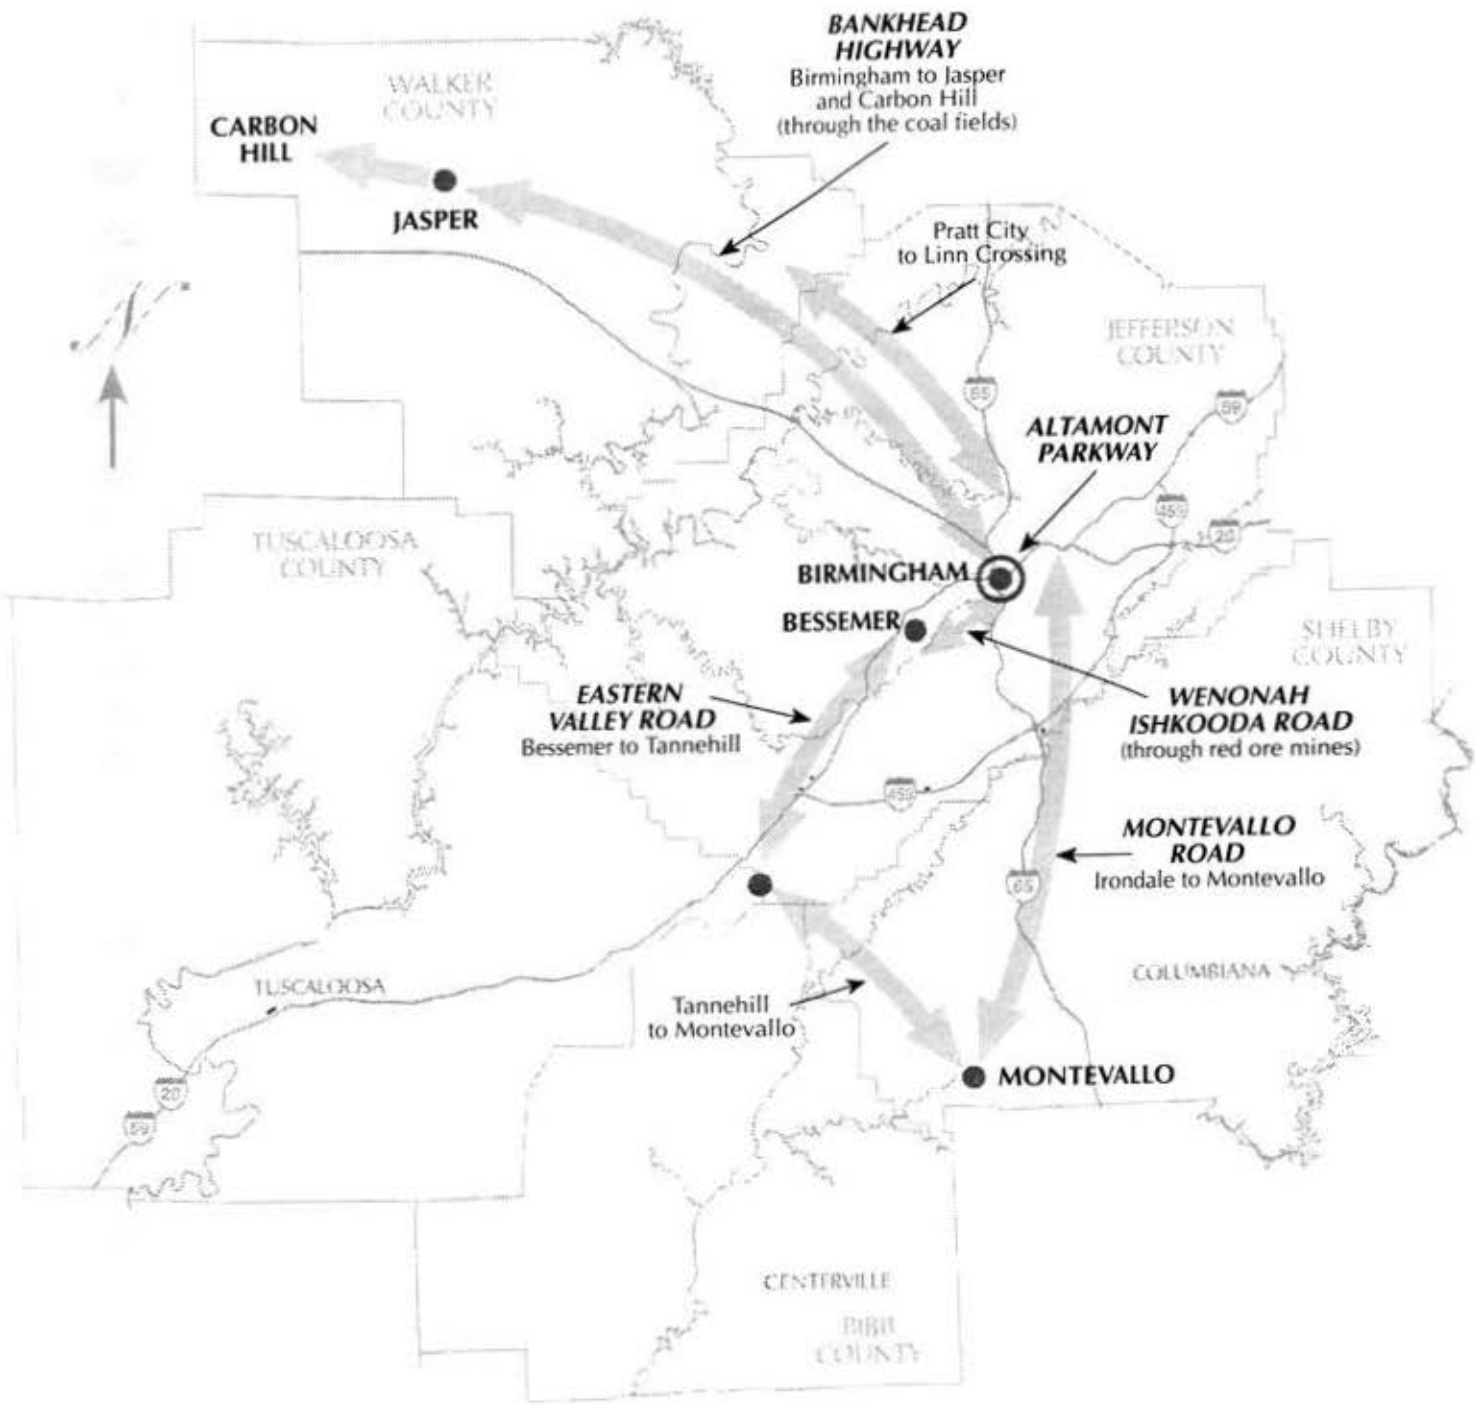 BANKHEAD
HIGHWAY
Birmingham to Jasper
and Carbon Hill
(through the coal fields)
WALKER
COUNTY
CARBON
HILL
JASPER
Pratt City
to Linn Crossing
JEFFERSON
COUNTY
65
59
ALTAMONT
PARKWAY
459
20
TUSCALOOSA
COUNTY
BIRMINGHAM
BESSEMER
SHELBY
COUNTY
EASTERN
VALLEY ROAD
Bessemer to Tannehill
WENONAH
ISHKOODA ROAD
(through red ore mines)
459
MONTEVALLO
ROAD
Irondale to Montevallo
65
COLUMBIANA
TUSCALOOSA
Tannehill
to Montevallo
MONTEVALLO
20
59
CENTERVILLE
BIBB
COUNTY